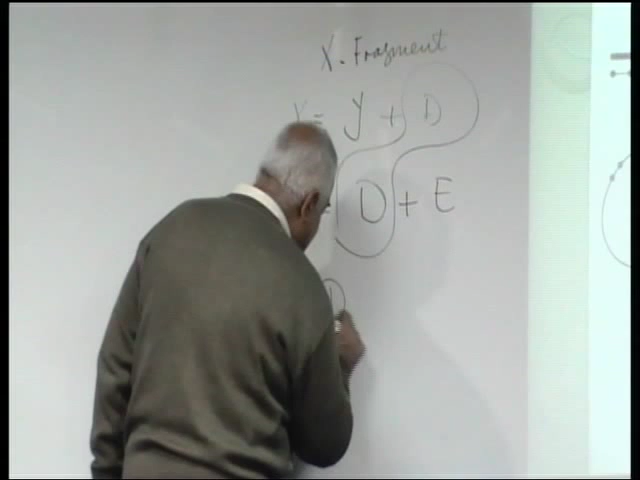 X - Fragment
X = Y + D
D + E
D